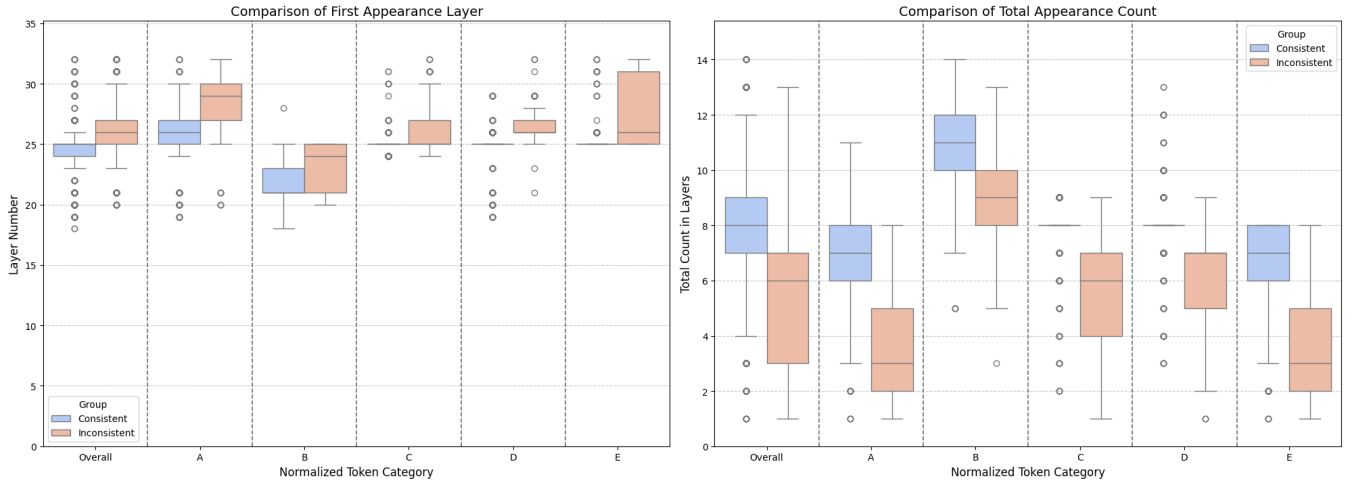 Comparison of First Appearance Layer
Layer Number
35
30
25
20
15
10
5
0
Group
Consistent
Inconsistent
Overall A B C D E
Normalized Token Category
Comparison of Total Appearance Count
Total Count in Layers
14
12
10
8
6
4
2
0
Group
Consistent
Inconsistent
Overall A B C D E
Normalized Token Category